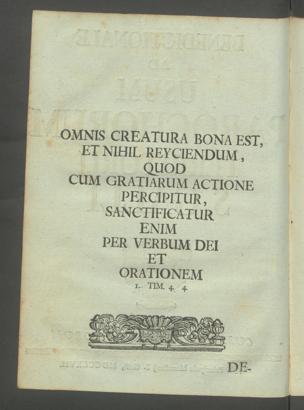 OMNIS CREATURA BONA EST,
ET NIHIL REYCIENDUM,
QUOD
CUM GRATIARUM ACTIONE
PERCIPITUR,
SANCTIFICATUR
ENIM
PER VERBUM DEI
ET
ORATIONEM
1. TIM. 4. 4
DE-